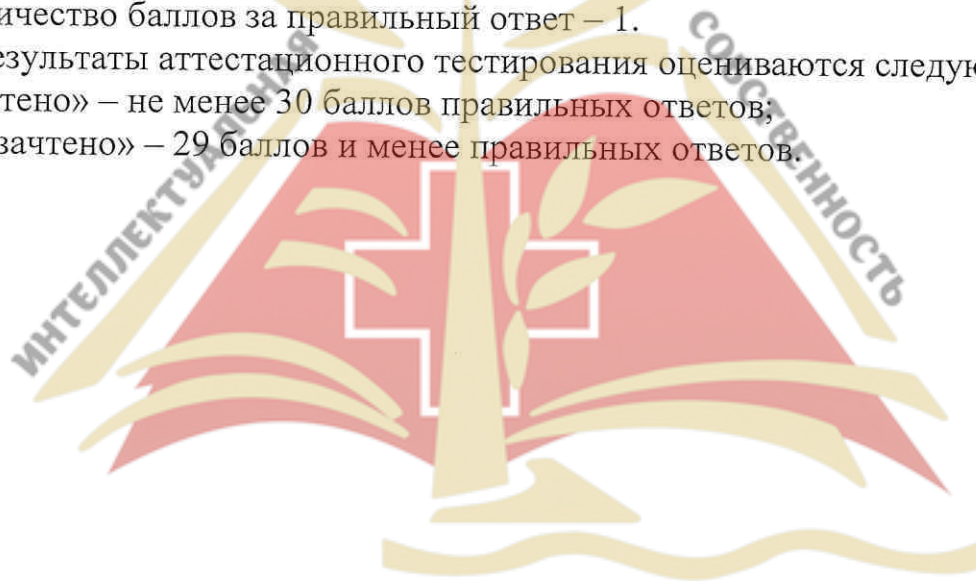 ичество баллов за правильный ответ – 1.
езультаты аттестационного тестирования оцениваются следую
тено» – не менее 30 баллов правильных ответов;
зачтено» – 29 баллов и менее правильных ответов.
ИНТЕЛЛЕКТУАЛЬНАЯ
СОБСТВЕННОСТЬ